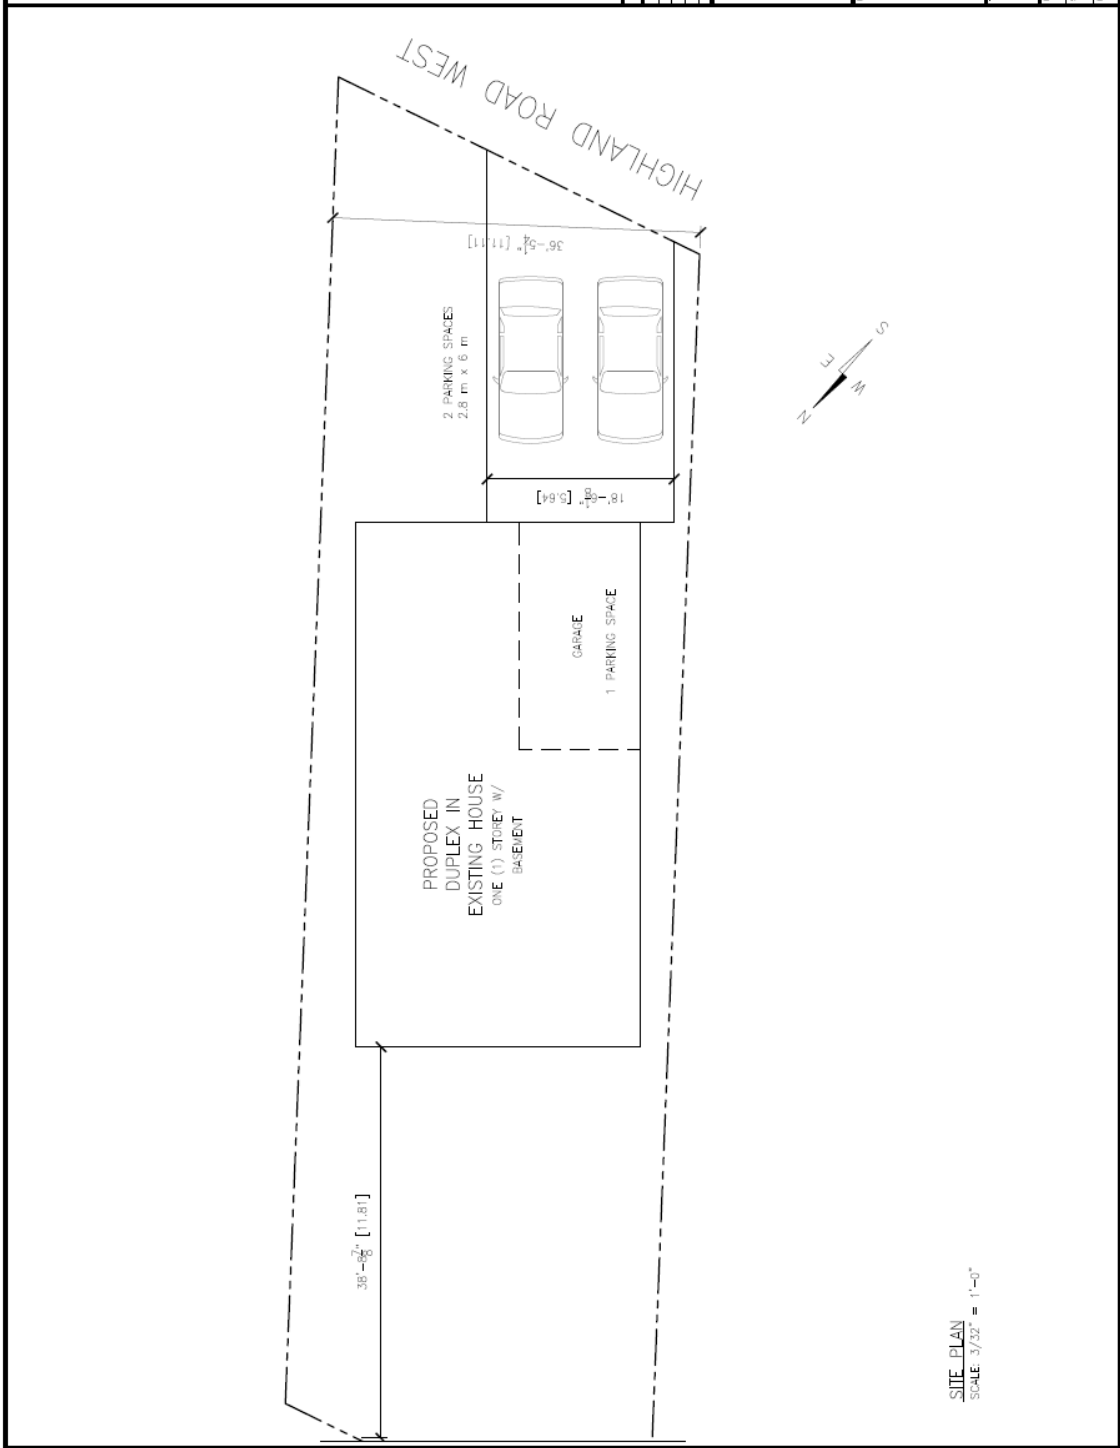 HIGHLAND ROAD WEST
36'-5¼" [11.11]
2 PARKING SPACES
2.8 m x 6 m
18'-6⅛" [5.64]
S
E
W
N
GARAGE
1 PARKING SPACE
PROPOSED
DUPLEX IN
EXISTING HOUSE
ONE (1) STOREY W/
BASEMENT
38'-8⅞" [11.81]
SITE PLAN
SCALE: 3/32" = 1'-0"